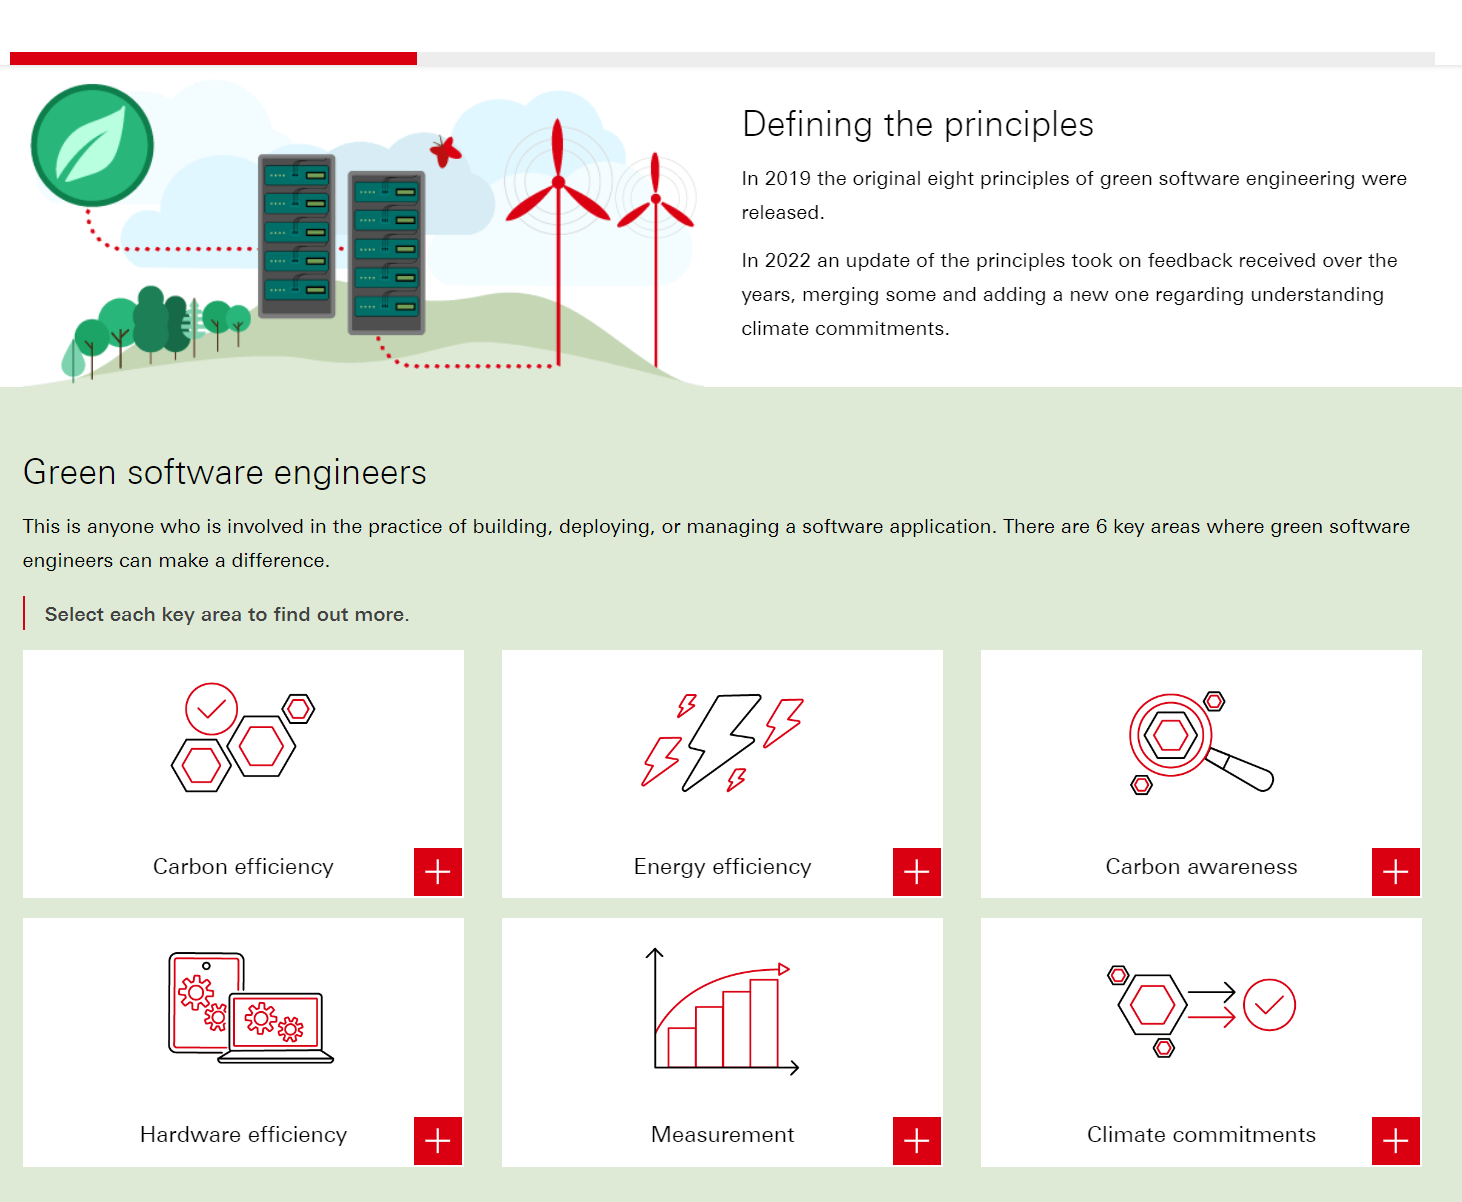 Defining the principles
In 2019 the original eight principles of green software engineering were
released.
In 2022 an update of the principles took on feedback received over the
years, merging some and adding a new one regarding understanding
climate commitments.
Green software engineers
This is anyone who is involved in the practice of building, deploying, or managing a software application. There are 6 key areas where green software
engineers can make a difference.
Select each key area to find out more.
Carbon efficiency
Energy efficiency
Carbon awareness
Hardware efficiency
Measurement
Climate commitments